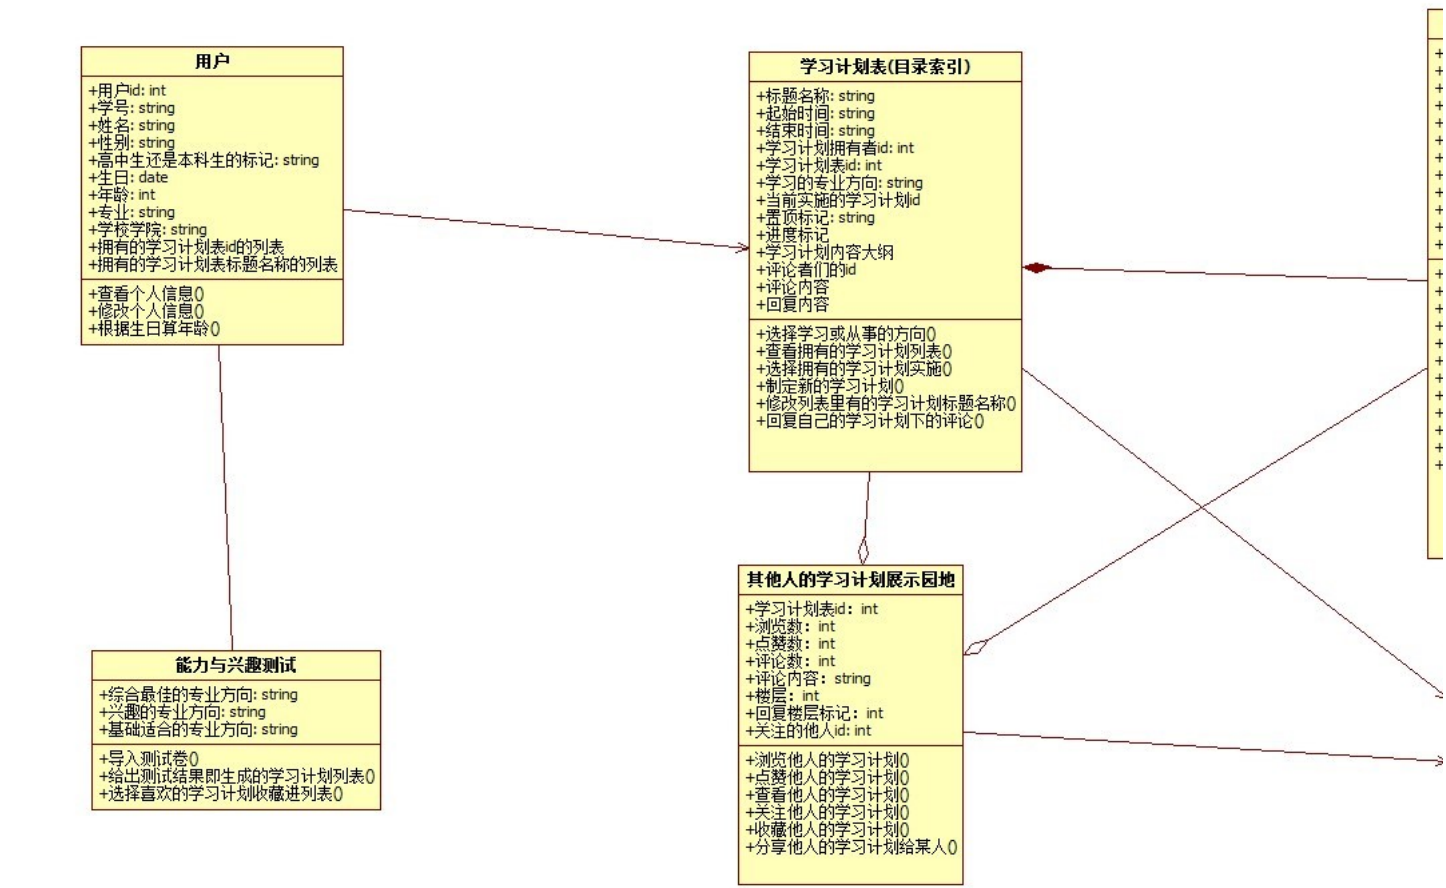 用户
+用户id: int
+学号: string
+姓名: string
+性别: string
+高中生还是本科生的标记: string
+生日: date
+年龄: int
+专业: string
+学校学院: string
+拥有的学习计划表id的列表
+拥有的学习计划表标题名称的列表
+查看个人信息()
+修改个人信息()
+根据生日算年龄()
学习计划表(目录索引)
+标题名称: string
+起始时间: string
+结束时间: string
+学习计划拥有者id: int
+学习计划表id: int
+学习的专业方向: string
+当前实施的学习计划id
+置顶标记: string
+进度标记
+学习计划内容大纲
+评论者们的id
+评论内容
+回复内容
+选择学习或从事的方向()
+查看拥有的学习计划列表()
+选择拥有的学习计划实施()
+制定新的学习计划()
+修改列表里有的学习计划标题名称()
+回复自己的学习计划下的评论()
能力与兴趣测试
+综合最佳的专业方向: string
+兴趣的专业方向: string
+基础适合的专业方向: string
+导入测试卷()
+给出测试结果即生成的学习计划列表()
+选择喜欢的学习计划收藏进列表()
其他人的学习计划展示园地
+学习计划表id: int
+浏览数: int
+点赞数: int
+评论数: int
+评论内容: string
+楼层: int
+回复楼层标记: int
+关注的他人id: int
+浏览他人的学习计划()
+点赞他人的学习计划()
+查看他人的学习计划()
+关注他人的学习计划()
+收藏他人的学习计划()
+分享他人的学习计划给某人()